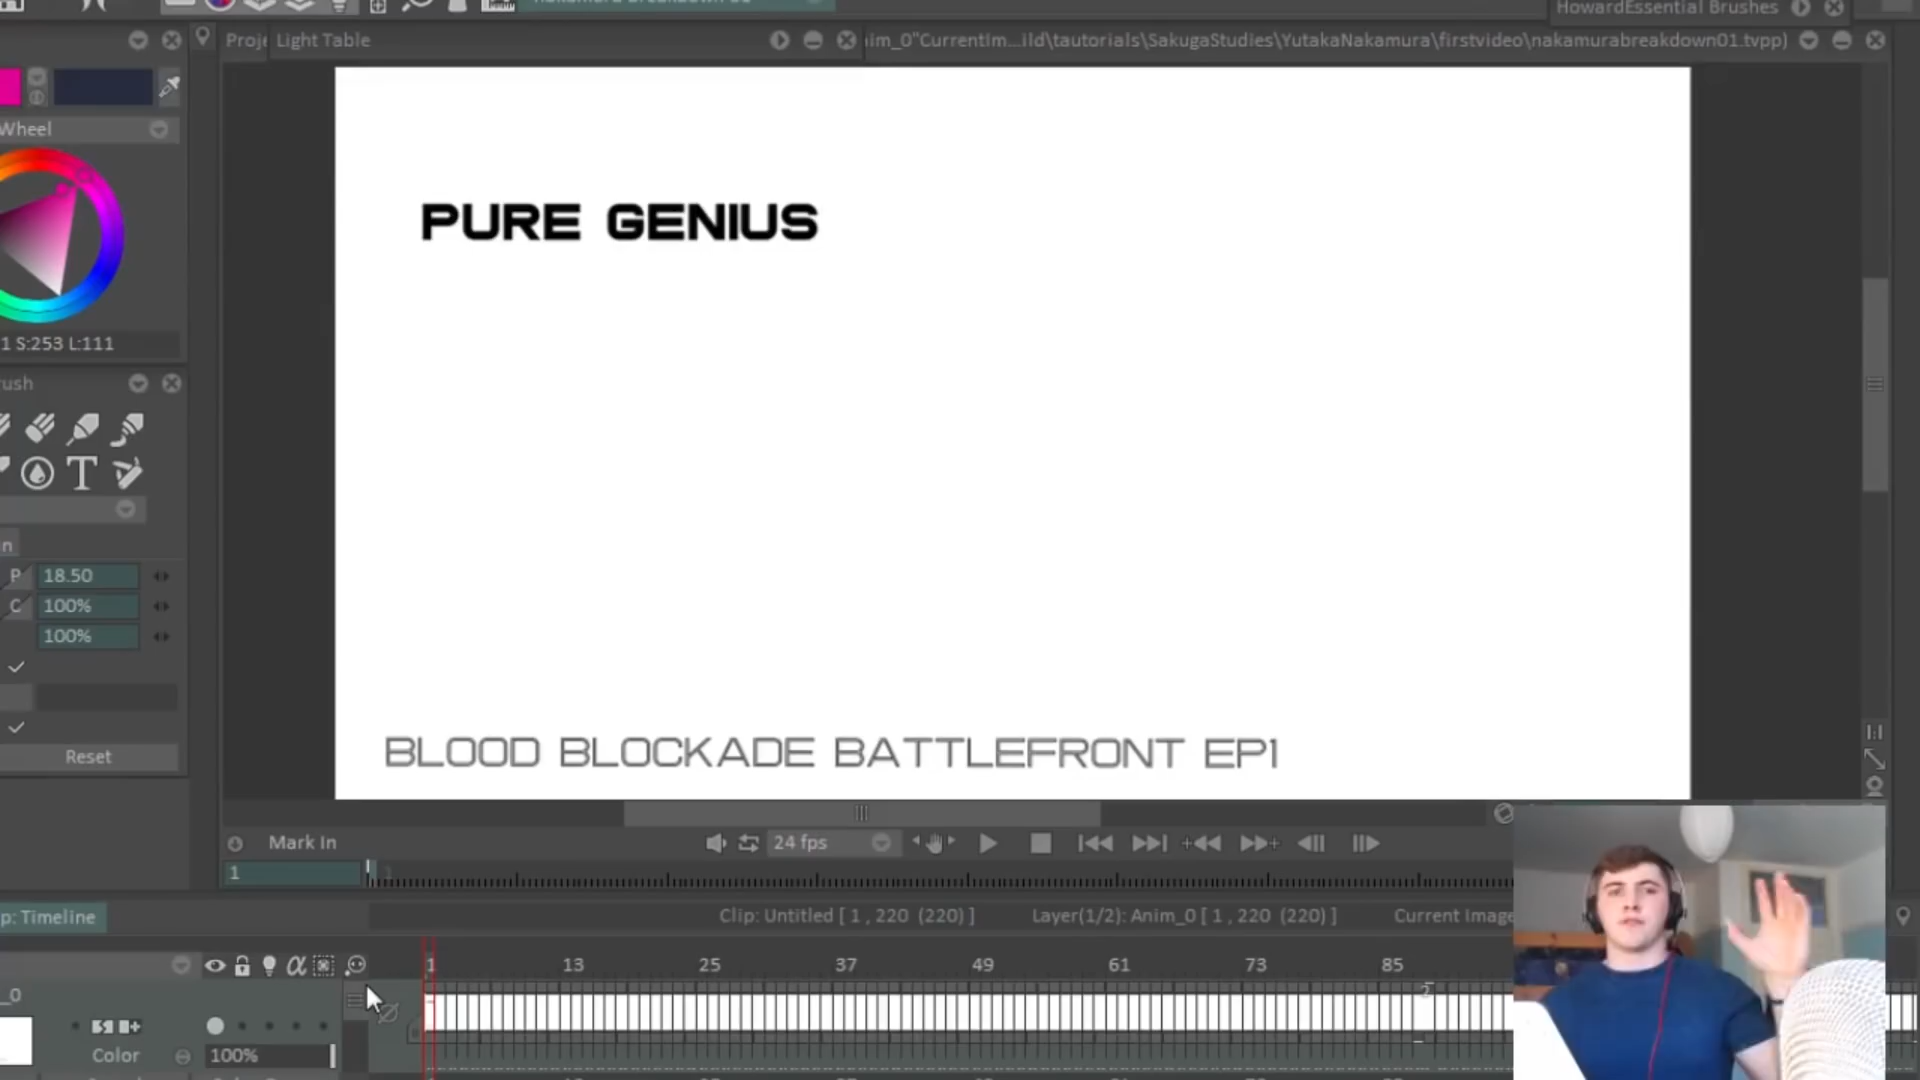 HowardEssential Brushes
Light Table
im_0"CurrentIm...ild\tautorials\SakugaStudies\YutakaNakamura\firstvideo\nakamurabreakdown01.tvpp)
Wheel
PURE GENIUS
1 S:253 L:111
T
P 18.50
C 100%
100%
Reset
BLOOD BLOCKADE BATTLEFRONT EP1
Mark In
24 fps
1
p: Timeline
Clip: Untitled [ 1 , 220 (220) ]
Layer(1/2): Anim_0 [ 1 , 220 (220) ]
Current Image
1 13 25 37 49 61 73 85
_0
Color
100%